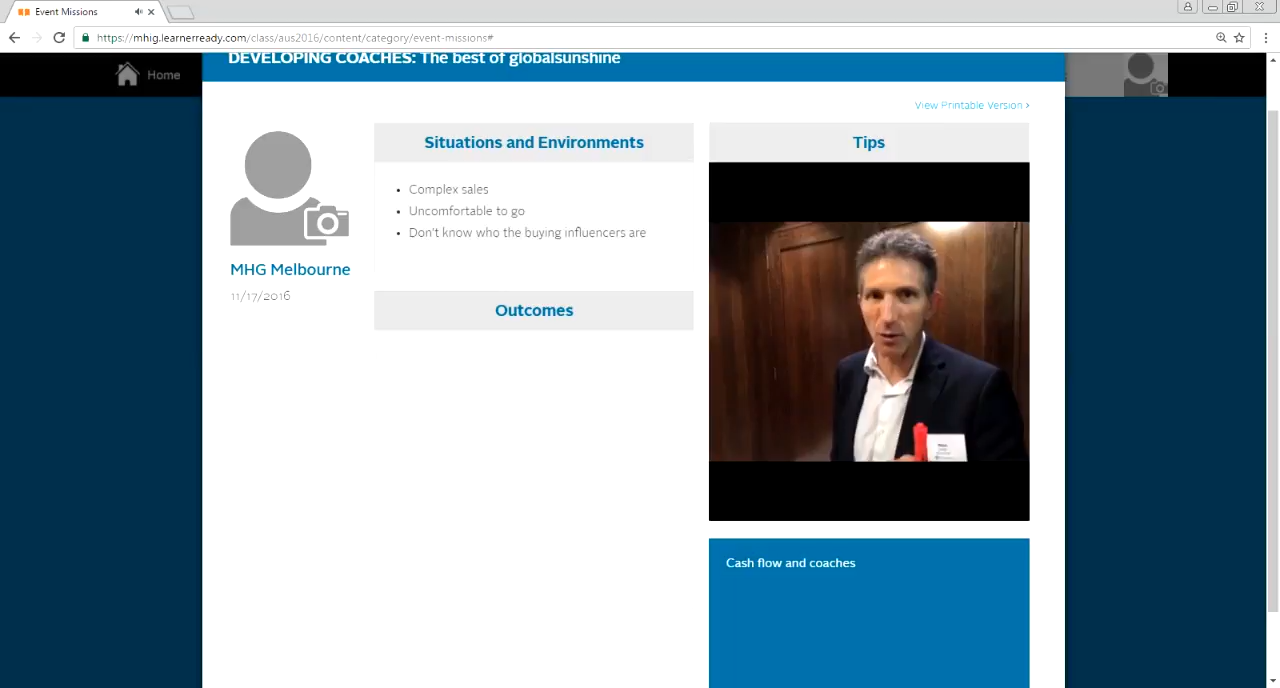 Event Missions
https://mhig.learnerready.com/class/aus2016/content/category/event-missions#
Home
DEVELOPING COACHES: The best of globalsunshine
View Printable Version >
MHG Melbourne
11/17/2016
Situations and Environments
• Complex sales
• Uncomfortable to go
• Don't know who the buying influencers are
Outcomes
Tips
Cash flow and coaches